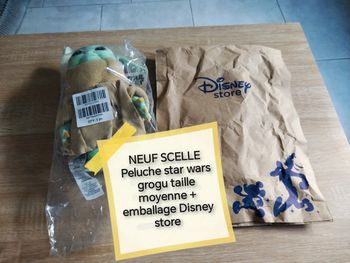 Disney
store
NEUF SCELLE
Peluche star wars
grogu taille
moyenne +
emballage Disney
store